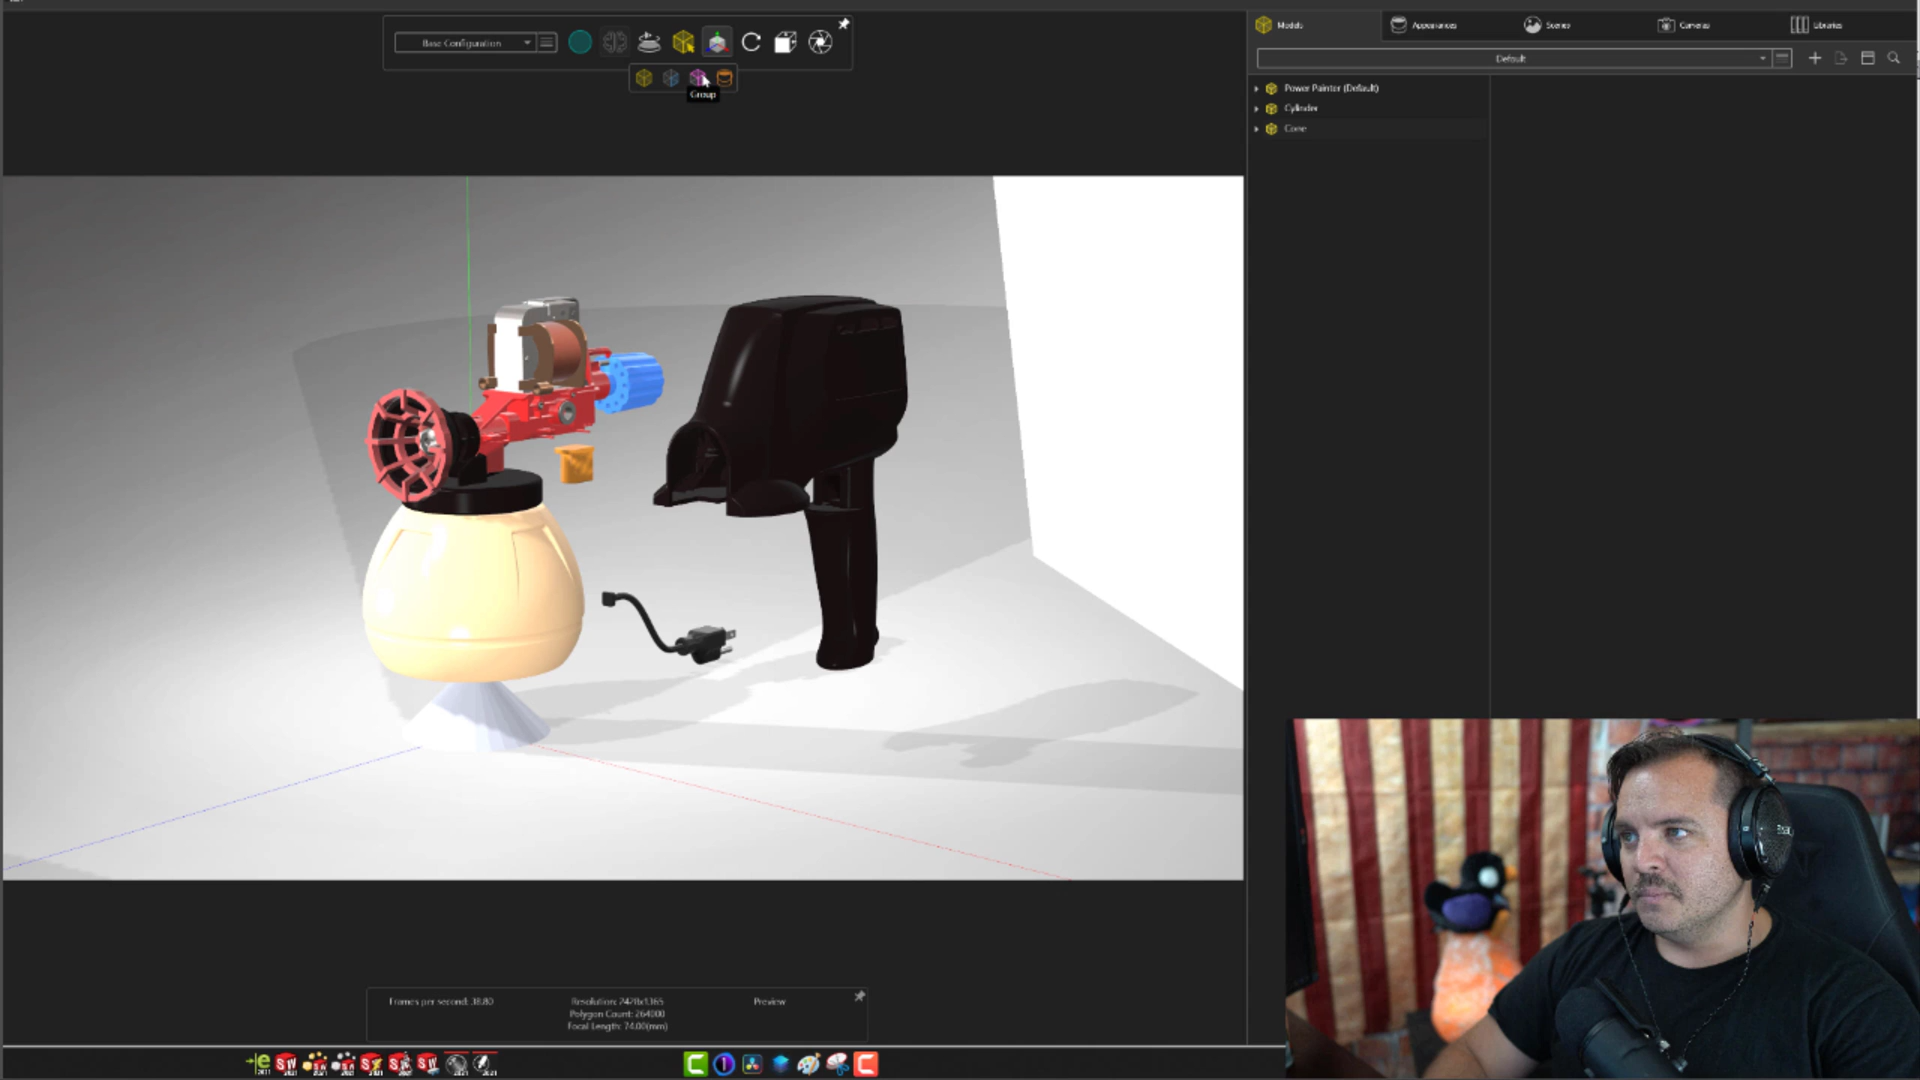 Base Configuration
Group
Models
Appearances
Scenes
Cameras
Libraries
Default
Power Painter (Default)
Cylinder
Cone
Frames per second: 38.80
Resolution: 2428x1365
Polygon Count: 264000
Focal Length: 74.00(mm)
Preview